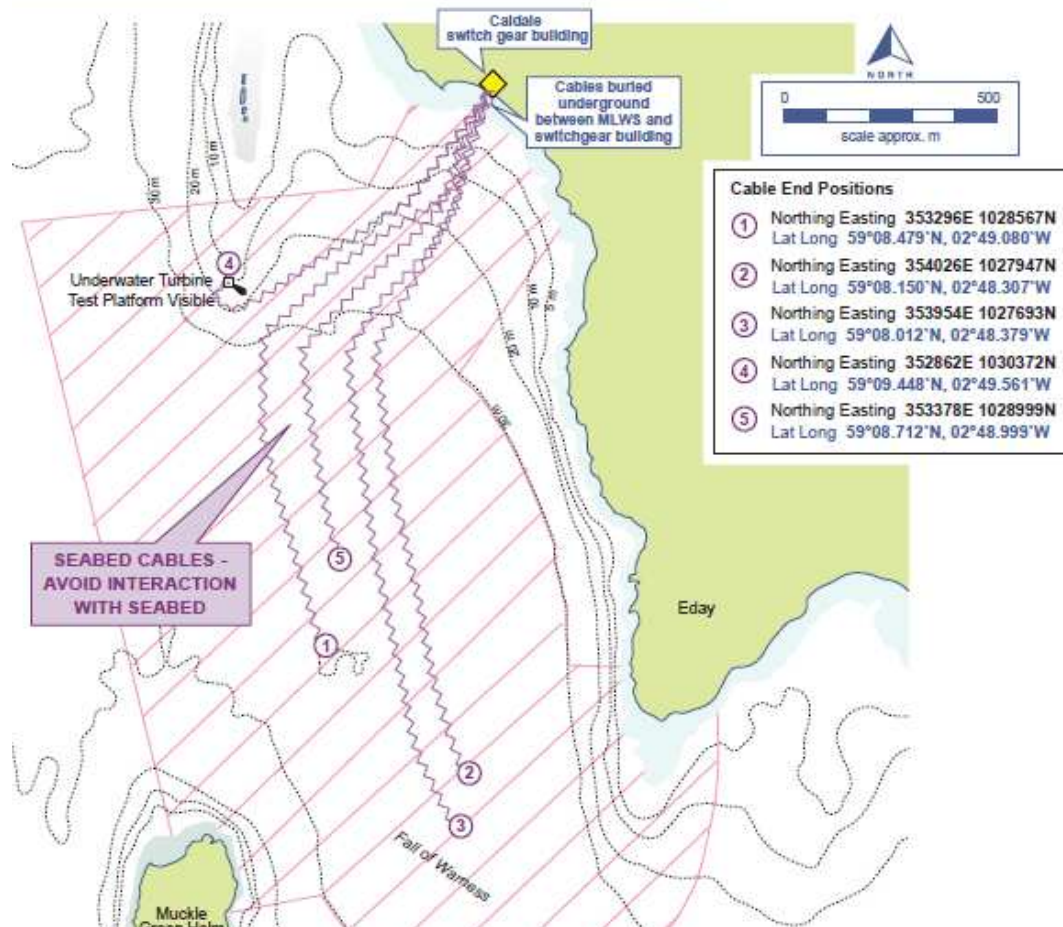 Caldale
switch gear building
Cables buried
underground
between MLWS and
switchgear building
NORTH
0 500
scale approx. m
10 m
20 m
30 m
5 m
10 m
20 m
30 m
Cable End Positions
1 Northing Easting 353296E 1028567N
Lat Long 59°08.479'N, 02°49.080'W
2 Northing Easting 354026E 1027947N
Lat Long 59°08.150'N, 02°48.307'W
3 Northing Easting 353954E 1027693N
Lat Long 59°08.012'N, 02°48.379'W
4 Northing Easting 352862E 1030372N
Lat Long 59°09.448'N, 02°49.561'W
5 Northing Easting 353378E 1028999N
Lat Long 59°08.712'N, 02°48.999'W
4
Underwater Turbine
Test Platform Visible
SEABED CABLES -
AVOID INTERACTION
WITH SEABED
5
1
Eday
2
3
Fall of Warness
Muckle
Green Holm